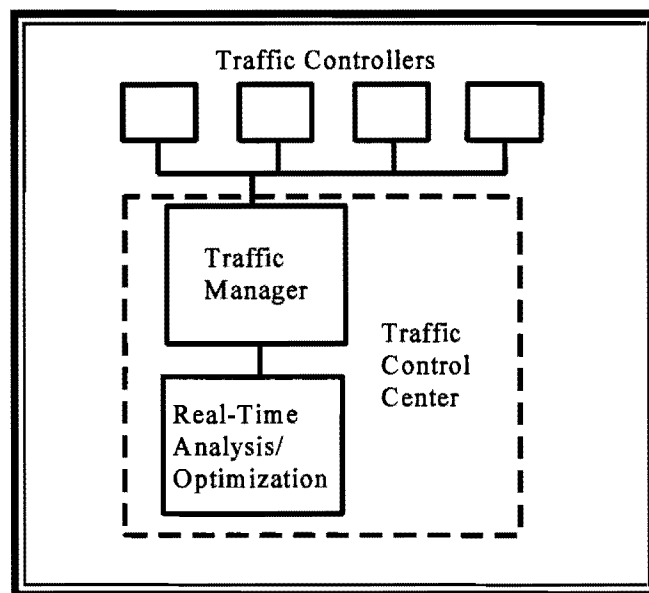 Traffic Controllers
Traffic
Manager
Traffic
Control
Center
Real-Time
Analysis/
Optimization